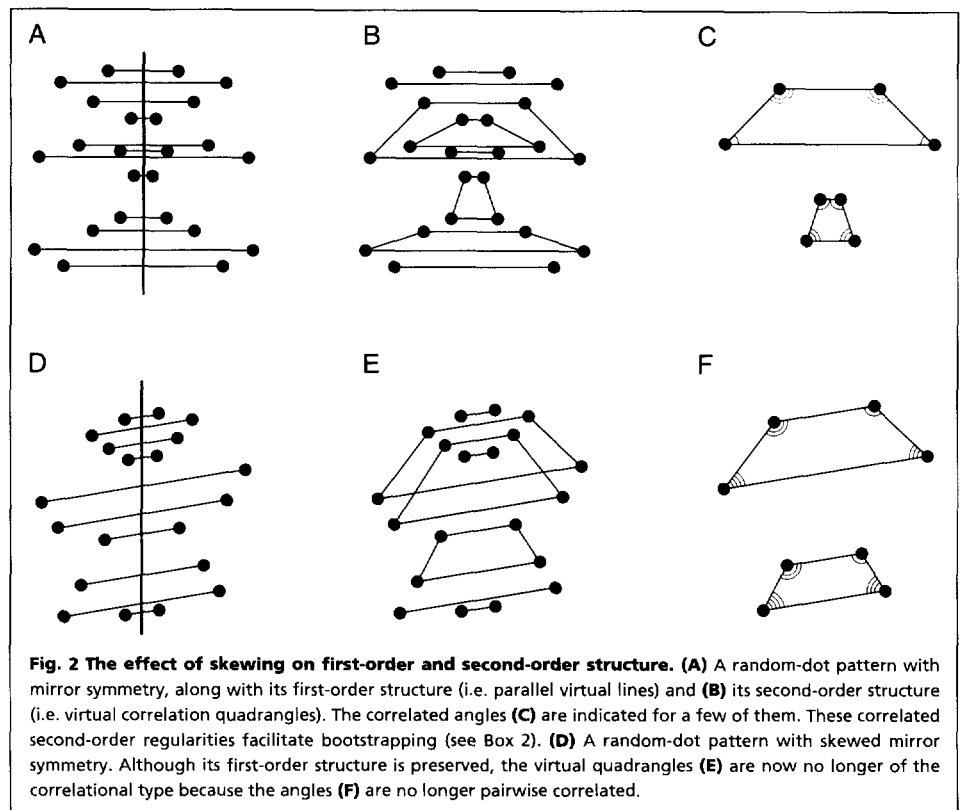 A
B
C
D
E
F
Fig. 2 The effect of skewing on first-order and second-order structure. (A) A random-dot pattern with
mirror symmetry, along with its first-order structure (i.e. parallel virtual lines) and (B) its second-order structure
(i.e. virtual correlation quadrangles). The correlated angles (C) are indicated for a few of them. These correlated
second-order regularities facilitate bootstrapping (see Box 2). (D) A random-dot pattern with skewed mirror
symmetry. Although its first-order structure is preserved, the virtual quadrangles (E) are now no longer of the
correlational type because the angles (F) are no longer pairwise correlated.